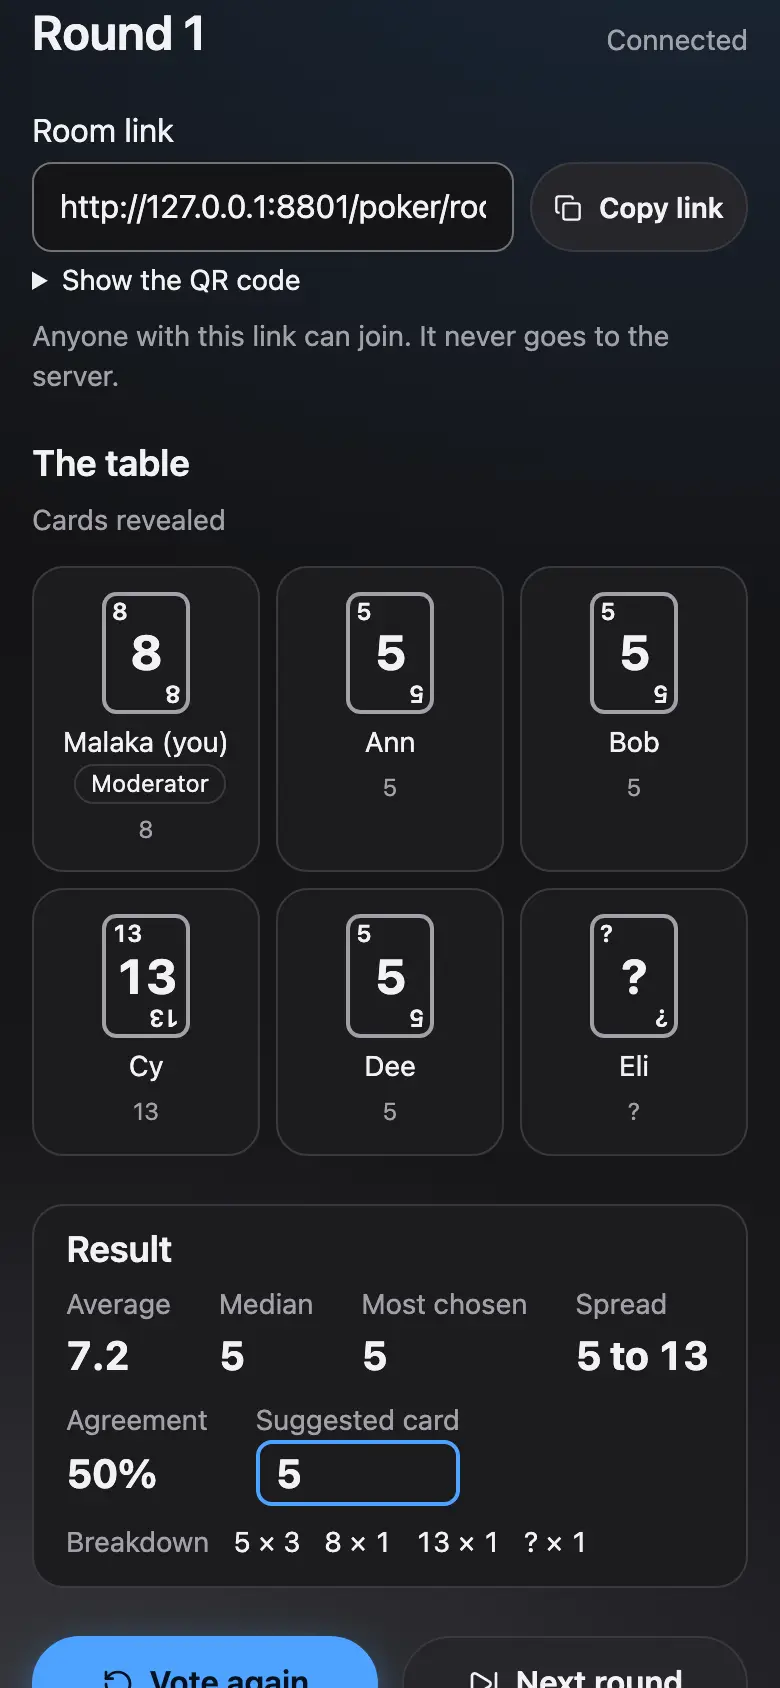 Round 1
Connected
Room link
http://127.0.0.1:8801/poker/roo
Copy link
Show the QR code
Anyone with this link can join. It never goes to the
server.
The table
Cards revealed
8
8
8
Malaka (you)
Moderator
8
5
5
5
Ann
5
5
5
5
Bob
5
13
13
13
Cy
13
5
5
5
Dee
5
?
?
?
Eli
?
Result
Average Median Most chosen Spread
7.2 5 5 5 to 13
Agreement Suggested card
50% 5
Breakdown 5 × 3 8 × 1 13 × 1 ? × 1
Vote again
Next round